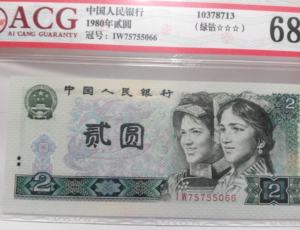 ACG
AI CANG GUARANTY
中国人民银行
1980年贰圆
冠号：IW75755066
10378713
（绿钻☆☆☆）
68
中国人民银行
贰圆
2
2
2
IW75755066